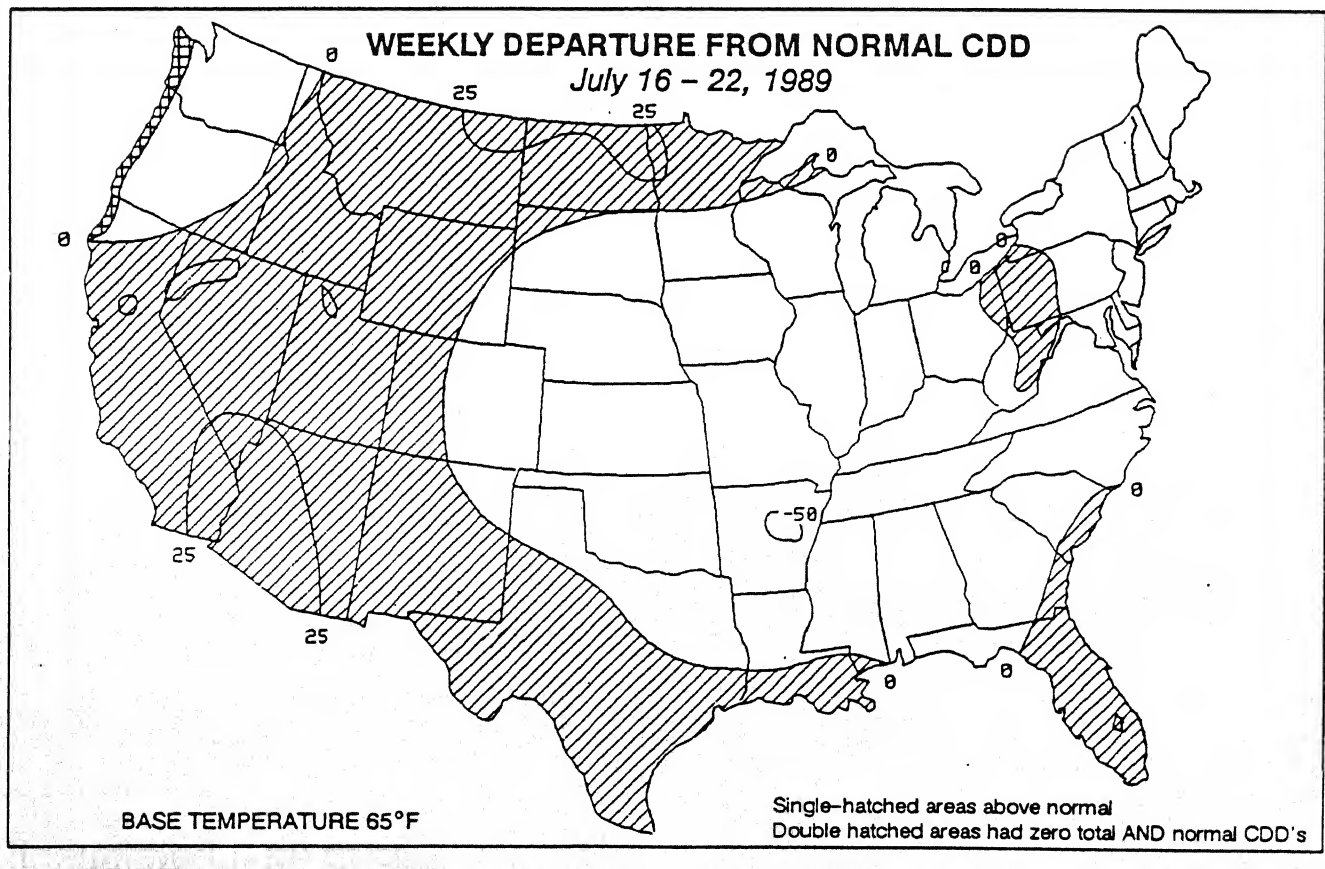 WEEKLY DEPARTURE FROM NORMAL CDD
July 16 – 22, 1989
0
25
25
0
0
0
0
-50
0
25
25
0
0
BASE TEMPERATURE 65°F
Single-hatched areas above normal
Double hatched areas had zero total AND normal CDD's